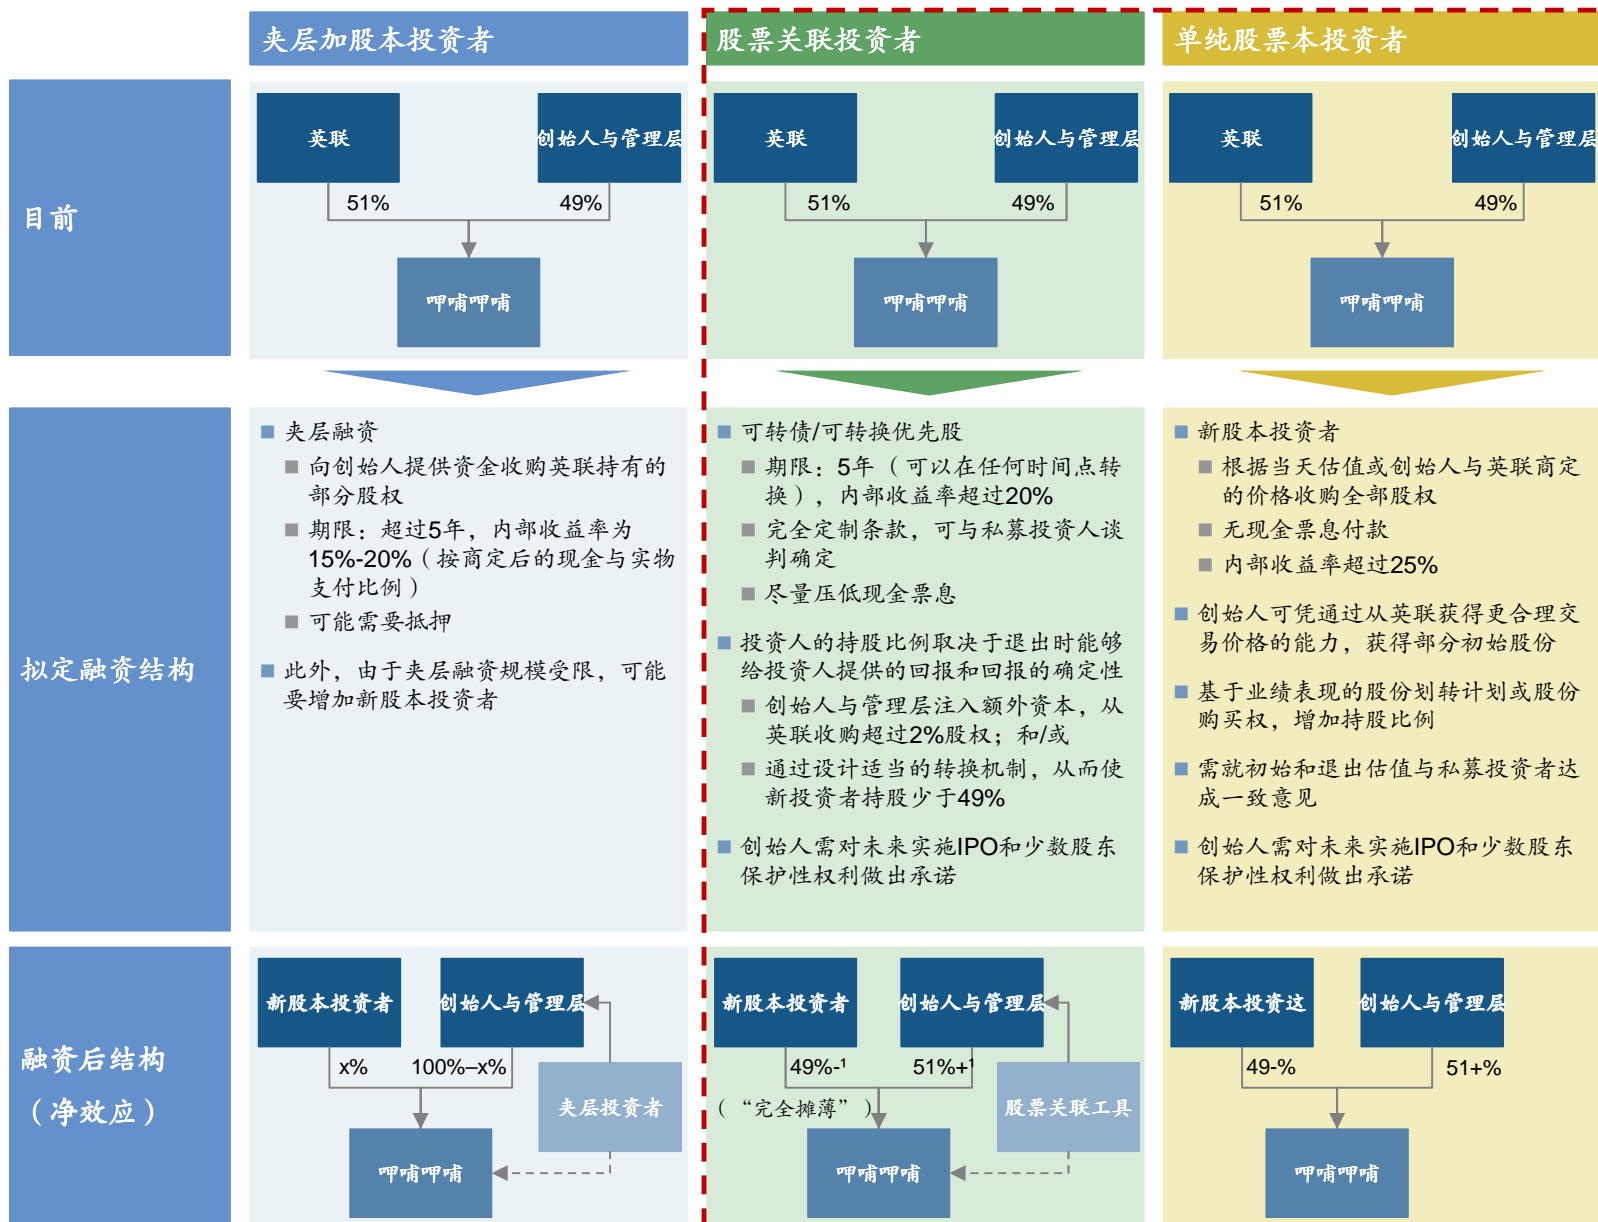 夹层加股本投资者
股票关联投资者
单纯股票本投资者
目前
英联
创始人与管理层
51%
49%
呷哺呷哺
英联
创始人与管理层
51%
49%
呷哺呷哺
英联
创始人与管理层
51%
49%
呷哺呷哺
拟定融资结构
夹层融资
向创始人提供资金收购英联持有的
部分股权
期限：超过5年，内部收益率为
15%-20%（按商定后的现金与实物
支付比例）
可能需要抵押
此外，由于夹层融资规模受限，可能
要增加新股本投资者
可转债/可转换优先股
期限：5年（可以在任何时间点转
换），内部收益率超过20%
完全定制条款，可与私募投资人谈
判确定
尽量压低现金票息
投资人的持股比例取决于退出时能够
给投资人提供的回报和回报的确定性
创始人与管理层注入额外资本，从
英联收购超过2%股权；和/或
通过设计适当的转换机制，从而使
新投资者持股少于49%
创始人需对未来实施IPO和少数股东
保护性权利做出承诺
新股本投资者
根据当天估值或创始人与英联商定
的价格收购全部股权
无现金票息付款
内部收益率超过25%
创始人可凭通过从英联获得更合理交
易价格的能力，获得部分初始股份
基于业绩表现的股份划转计划或股份
购买权，增加持股比例
需就初始和退出估值与私募投资者达
成一致意见
创始人需对未来实施IPO和少数股东
保护性权利做出承诺
融资后结构
（净效应）
新股本投资者
创始人与管理层
x%
100%–x%
夹层投资者
呷哺呷哺
新股本投资者
创始人与管理层
49%-¹
51%+¹
（“完全摊薄”）
股票关联工具
呷哺呷哺
新股本投资这
创始人与管理层
49-%
51+%
呷哺呷哺